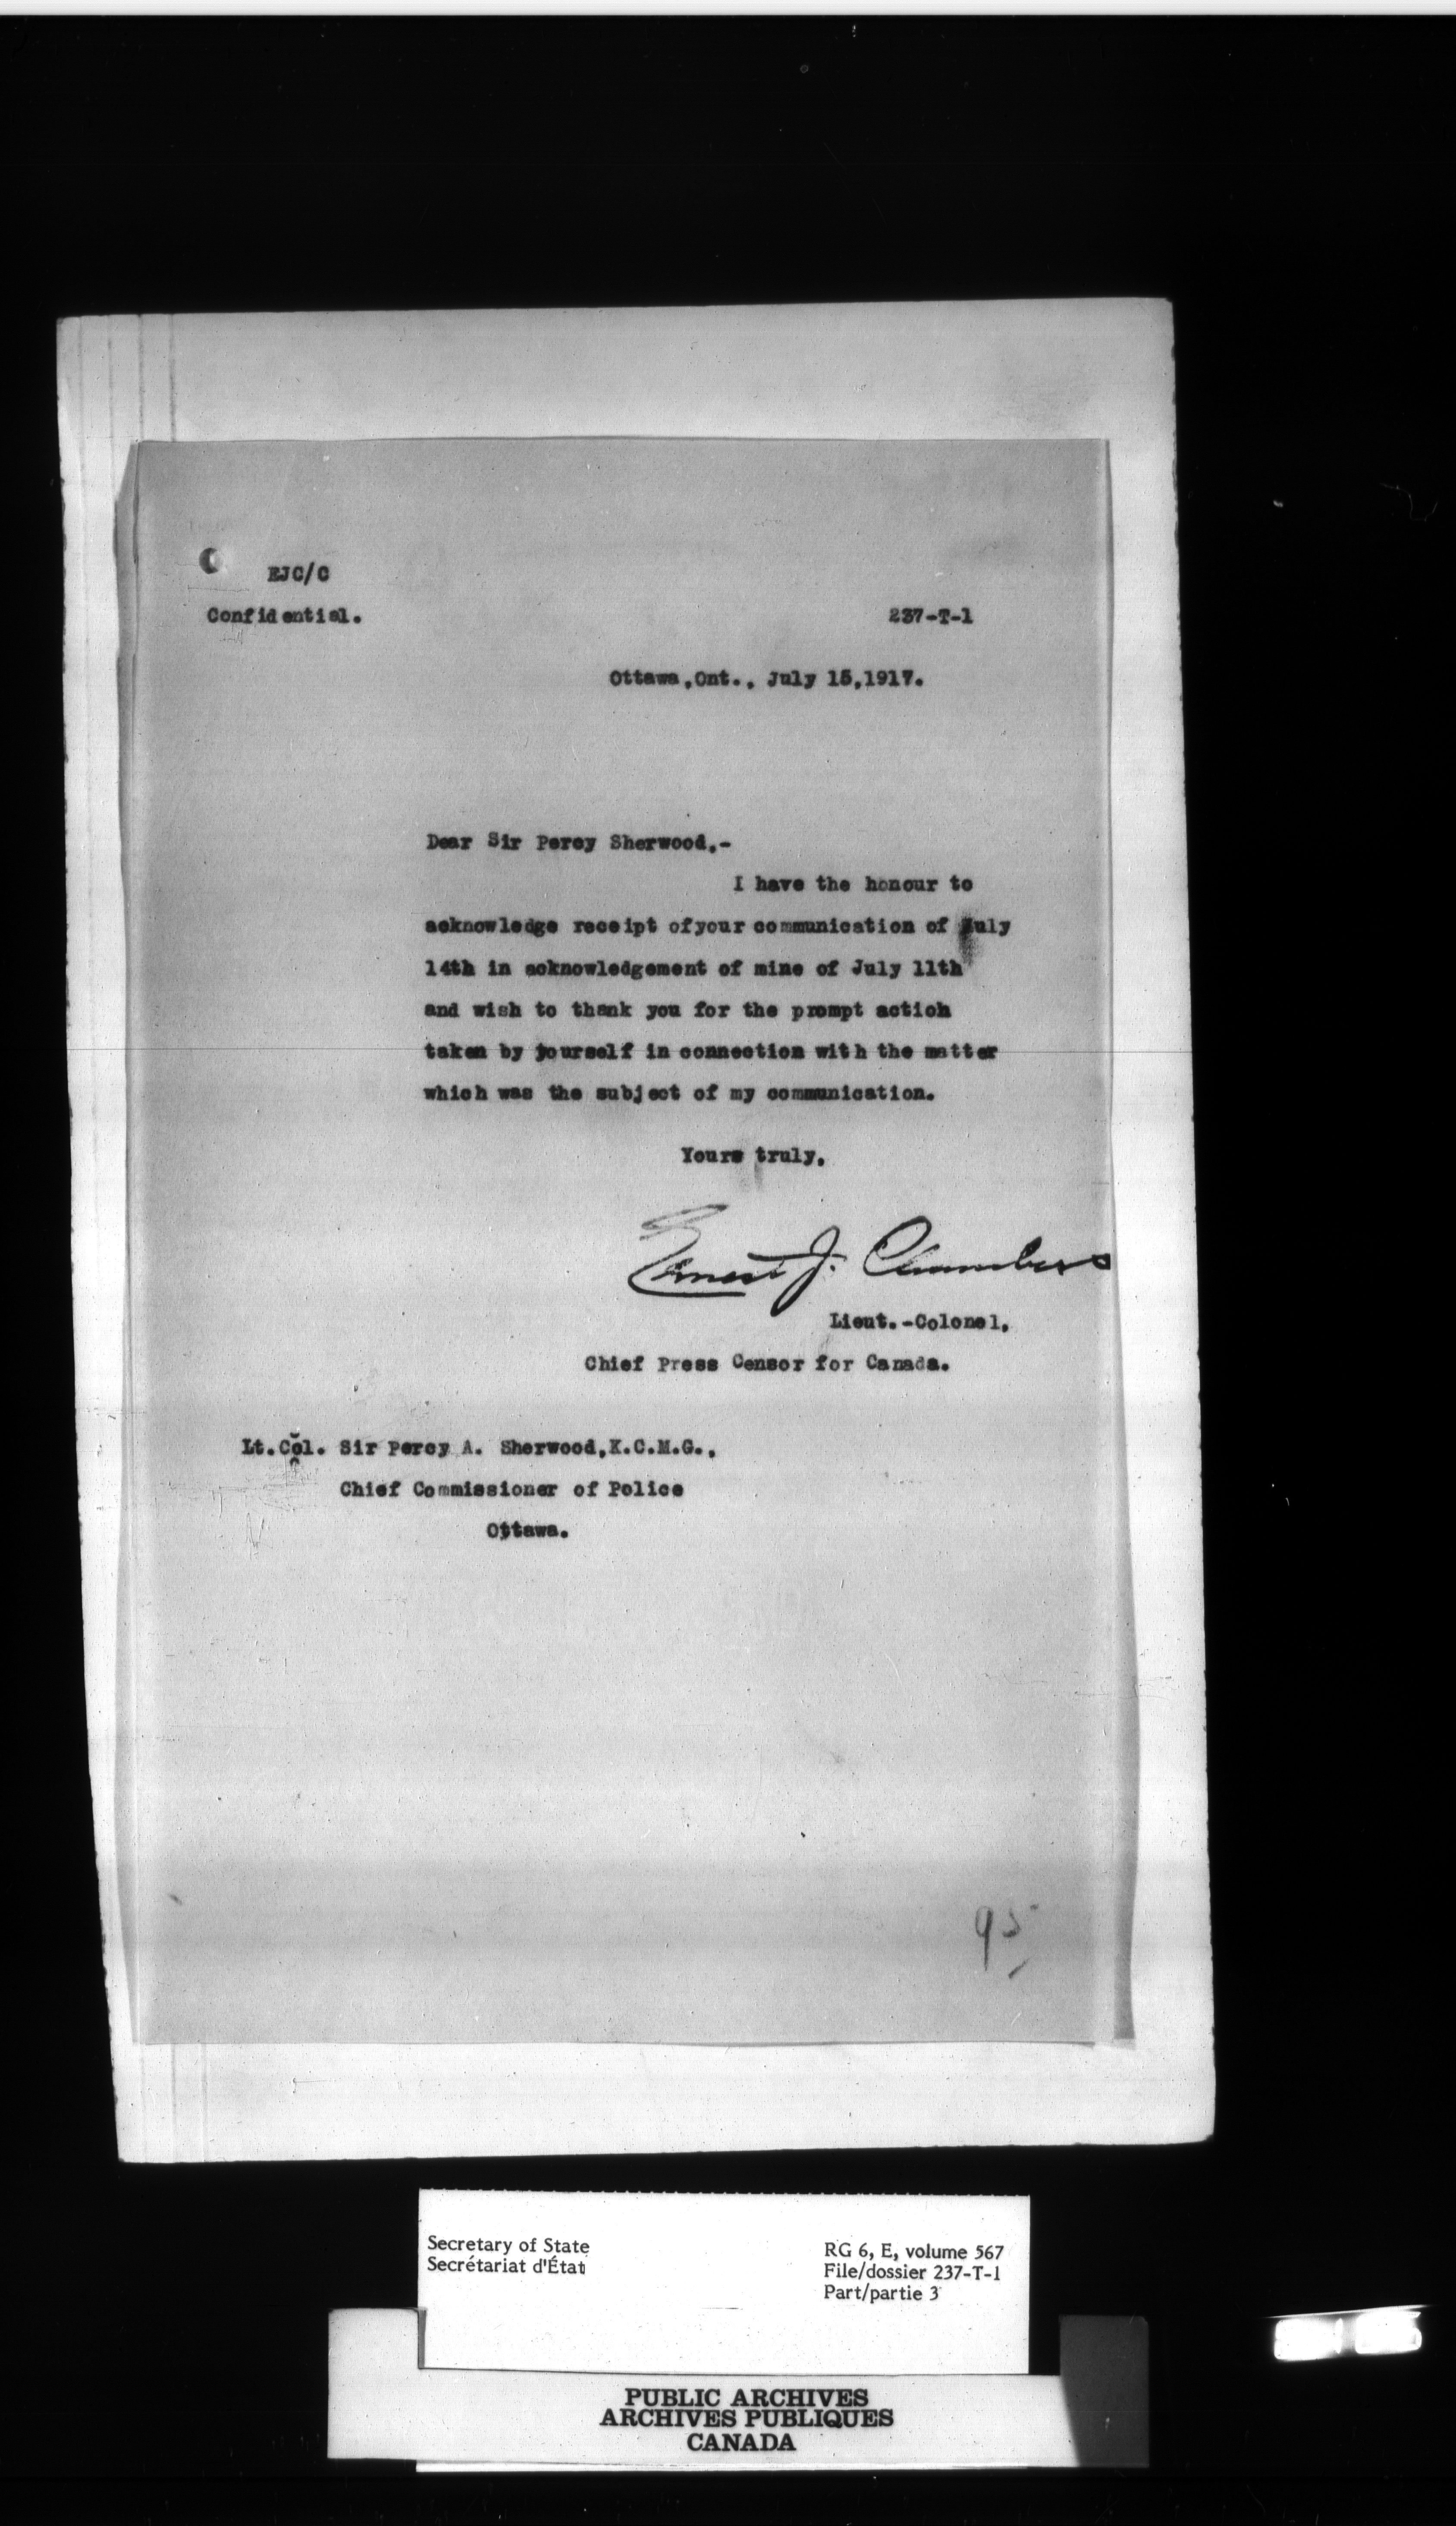 EJC/C
Confidential.
237-T-1
Ottawa,Ont., July 15,1917.
Dear Sir Percy Sherwood,-
I have the honour to
acknowledge receipt ofyour communication of July
14th in acknowledgement of mine of July 11th
and wish to thank you for the prompt action
taken by yourself in connection with the matter
which was the subject of my communication.
Yours truly,
Ernest J. Chambers
Lieut.-Colonel,
Chief Press Censor for Canada.
Lt.Col. Sir Percy A. Sherwood,K.C.M.G.,
Chief Commissioner of Police
Ottawa.
95
Secretary of State
Secrétariat d'État
RG 6, E, volume 567
File/dossier 237-T-1
Part/partie 3
PUBLIC ARCHIVES
ARCHIVES PUBLIQUES
CANADA